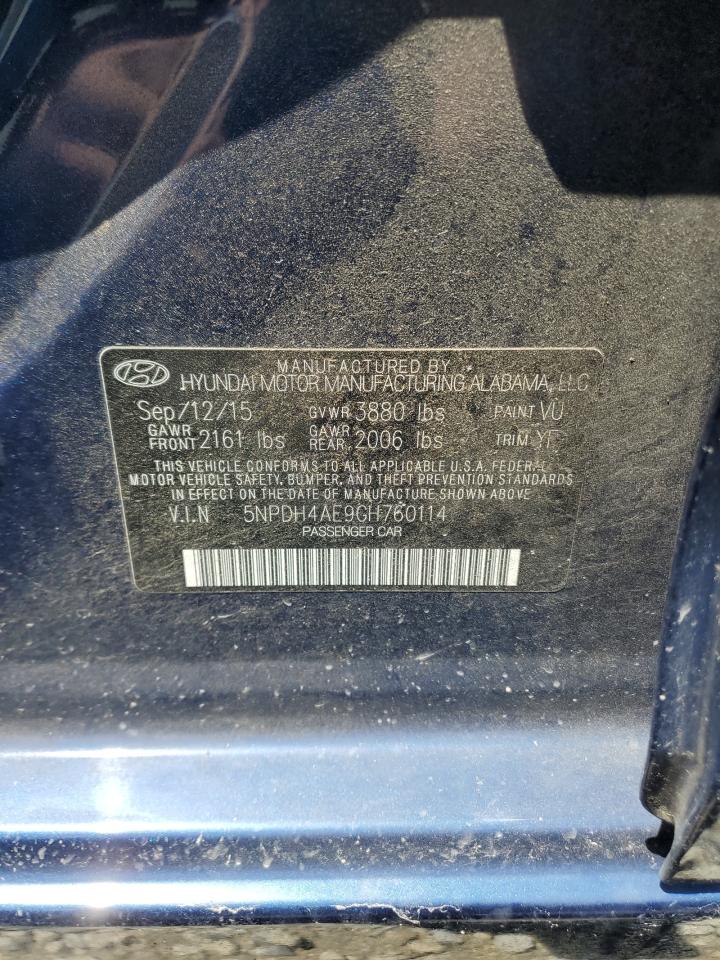 MANUFACTURED BY
HYUNDAI MOTOR MANUFACTURING ALABAMA, LLC
Sep/12/15 GVWR 3880 lbs PAINT VU
GAWR FRONT 2161 lbs GAWR REAR 2006 lbs TRIM
THIS VEHICLE CONFORMS TO ALL APPLICABLE U.S.A. FEDERAL
MOTOR VEHICLE SAFETY, BUMPER, AND THEFT PREVENTION STANDARDS
IN EFFECT ON THE DATE OF MANUFACTURE SHOWN ABOVE
V.I.N 5NPDH4AE9GH760114
PASSENGER CAR